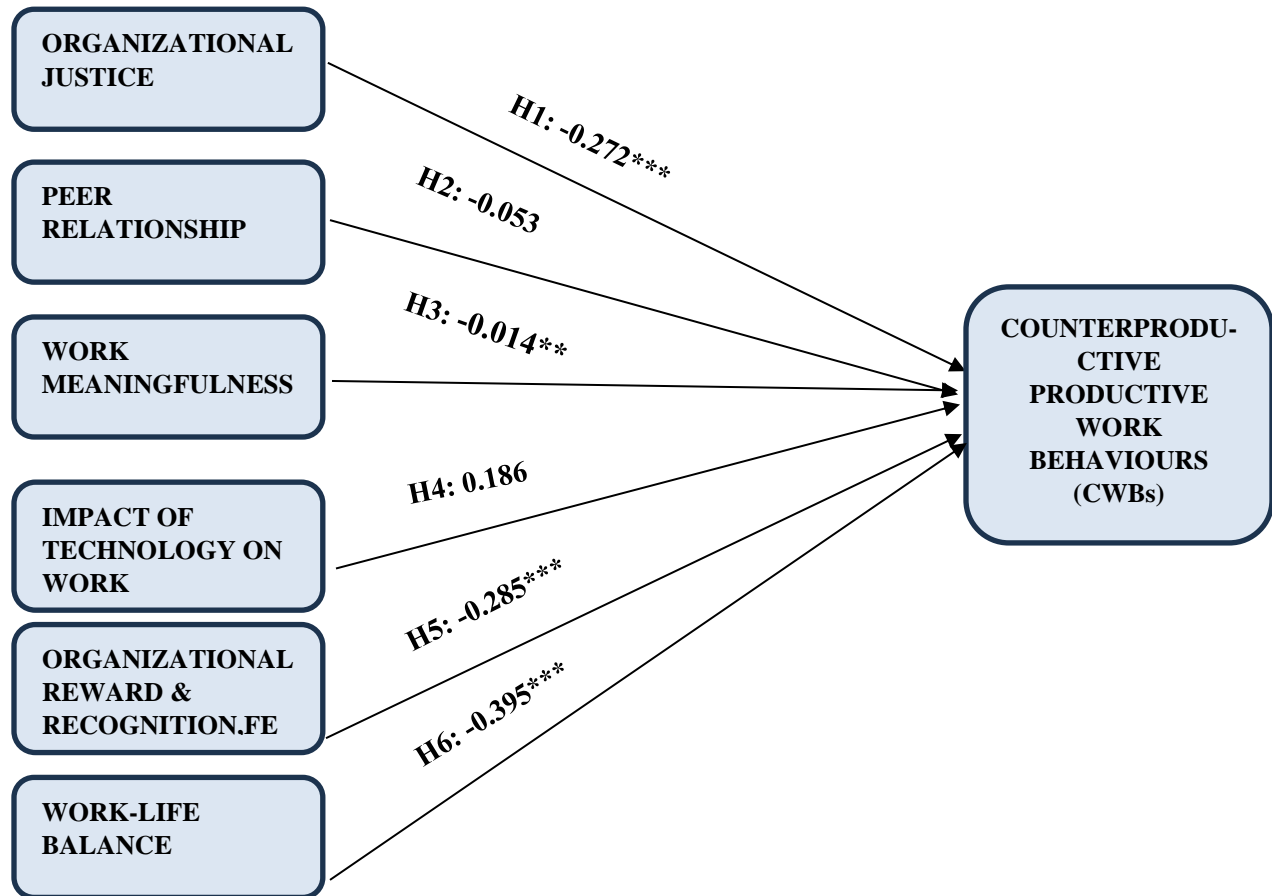 ORGANIZATIONAL
JUSTICE
H1: -0.272***
PEER
RELATIONSHIP
H2: -0.053
WORK
MEANINGFULNESS
H3: -0.014**
IMPACT OF
TECHNOLOGY ON
WORK
H4: 0.186
ORGANIZATIONAL
REWARD &
RECOGNITION,FE
H5: -0.285***
WORK-LIFE
BALANCE
H6: -0.395***
COUNTERPRODU-
CTIVE
PRODUCTIVE
WORK
BEHAVIOURS
(CWBs)